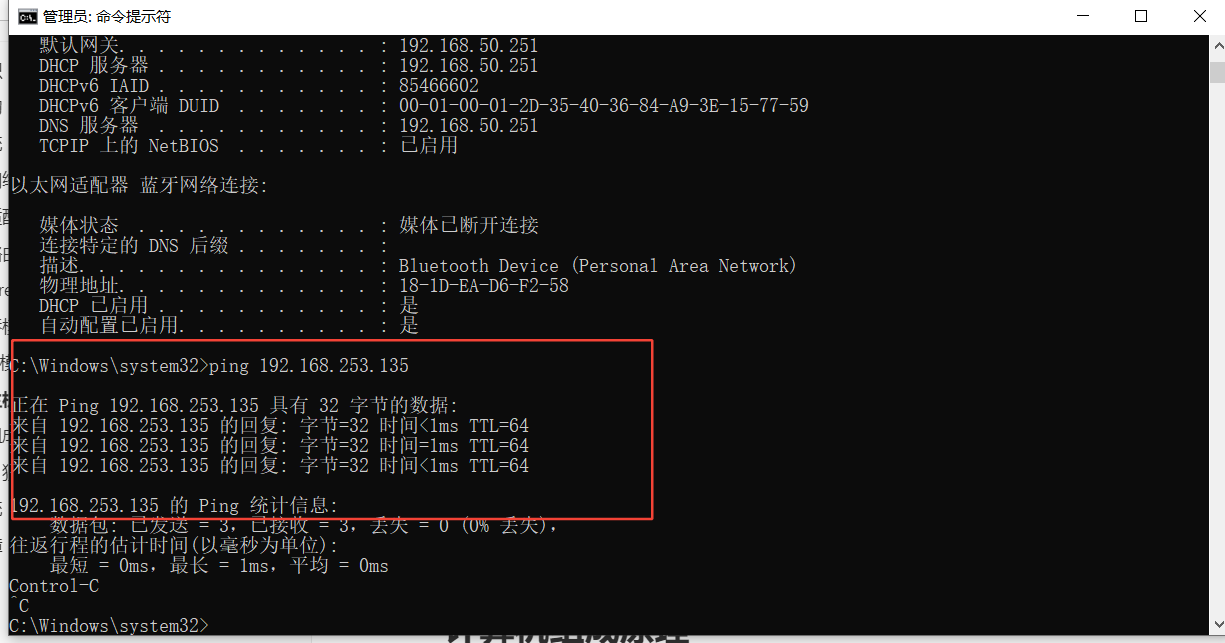 管理员: 命令提示符
默认网关. . . . . . . . . . . . . : 192.168.50.251
DHCP 服务器 . . . . . . . . . . . : 192.168.50.251
DHCPv6 IAID . . . . . . . . . . . : 85466602
DHCPv6 客户端 DUID  . . . . . . . : 00-01-00-01-2D-35-40-36-84-A9-3E-15-77-59
DNS 服务器  . . . . . . . . . . . : 192.168.50.251
TCPIP 上的 NetBIOS  . . . . . . . : 已启用
以太网适配器 蓝牙网络连接:
媒体状态  . . . . . . . . . . . . : 媒体已断开连接
连接特定的 DNS 后缀 . . . . . . . :
描述. . . . . . . . . . . . . . . : Bluetooth Device (Personal Area Network)
物理地址. . . . . . . . . . . . . : 18-1D-EA-D6-F2-58
DHCP 已启用 . . . . . . . . . . . : 是
自动配置已启用. . . . . . . . . . : 是
C:\Windows\system32>ping 192.168.253.135
正在 Ping 192.168.253.135 具有 32 字节的数据:
来自 192.168.253.135 的回复: 字节=32 时间<1ms TTL=64
来自 192.168.253.135 的回复: 字节=32 时间=1ms TTL=64
来自 192.168.253.135 的回复: 字节=32 时间<1ms TTL=64
192.168.253.135 的 Ping 统计信息:
数据包: 已发送 = 3，已接收 = 3，丢失 = 0 (0% 丢失)，
往返行程的估计时间(以毫秒为单位):
最短 = 0ms，最长 = 1ms，平均 = 0ms
Control-C
^C
C:\Windows\system32>